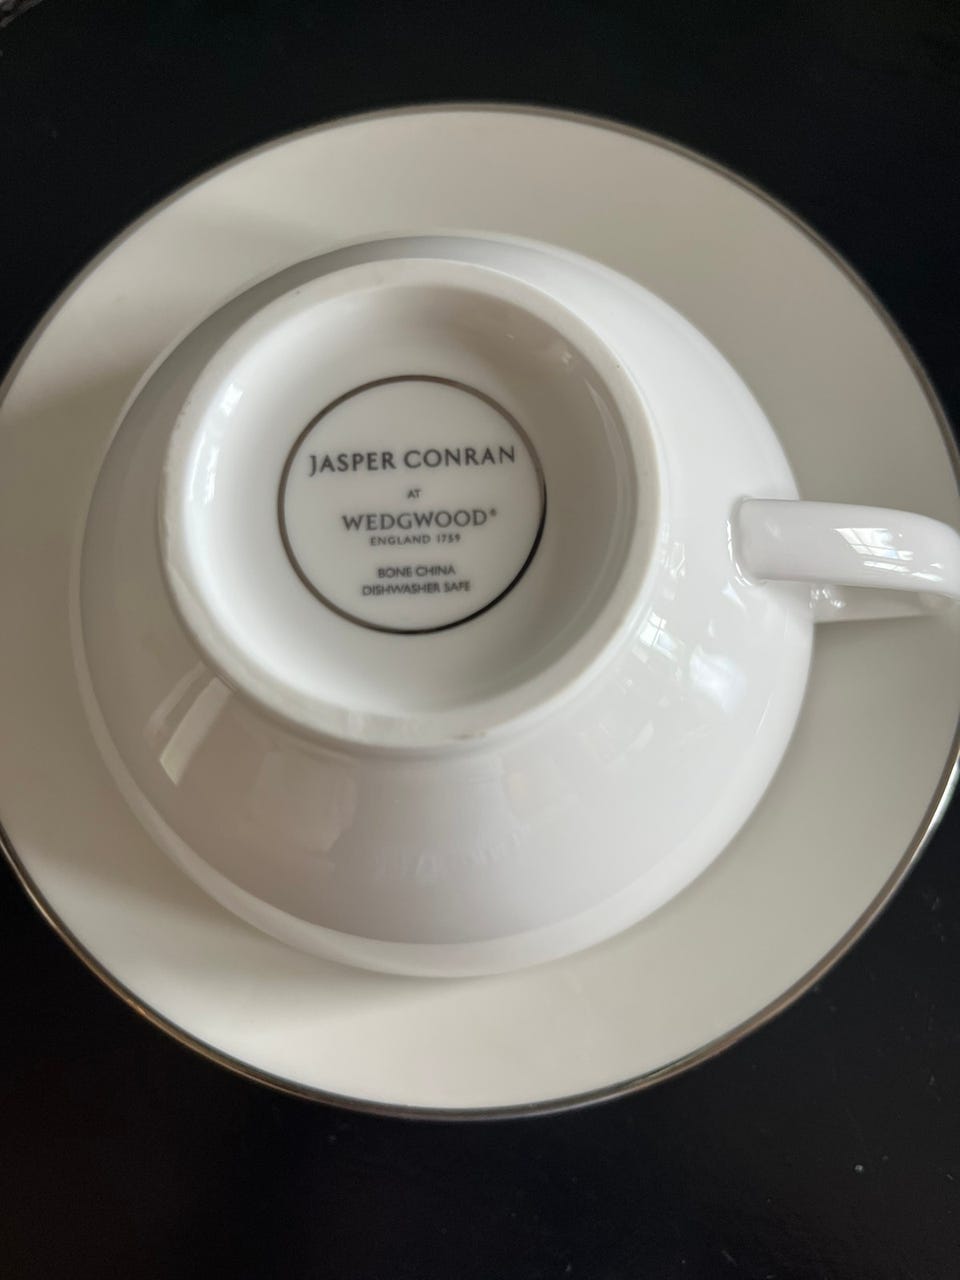 JASPER CONRAN
AT
WEDGWOOD®
ENGLAND 1759
BONE CHINA
DISHWASHER SAFE